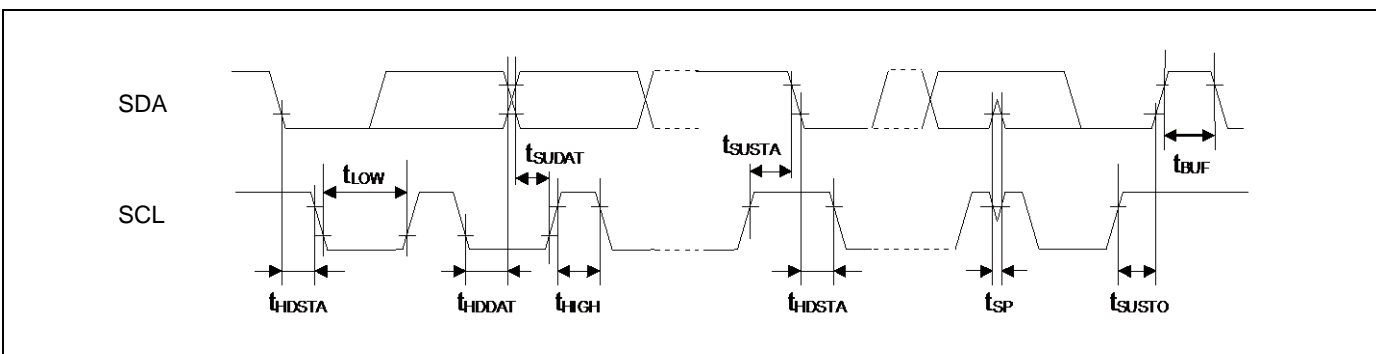 SDA
tSUDAT
tSUSTA
tBUF
tLOW
SCL
tHDSTA
tHDDAT
tHIGH
tHDSTA
tSP
tSUSTO